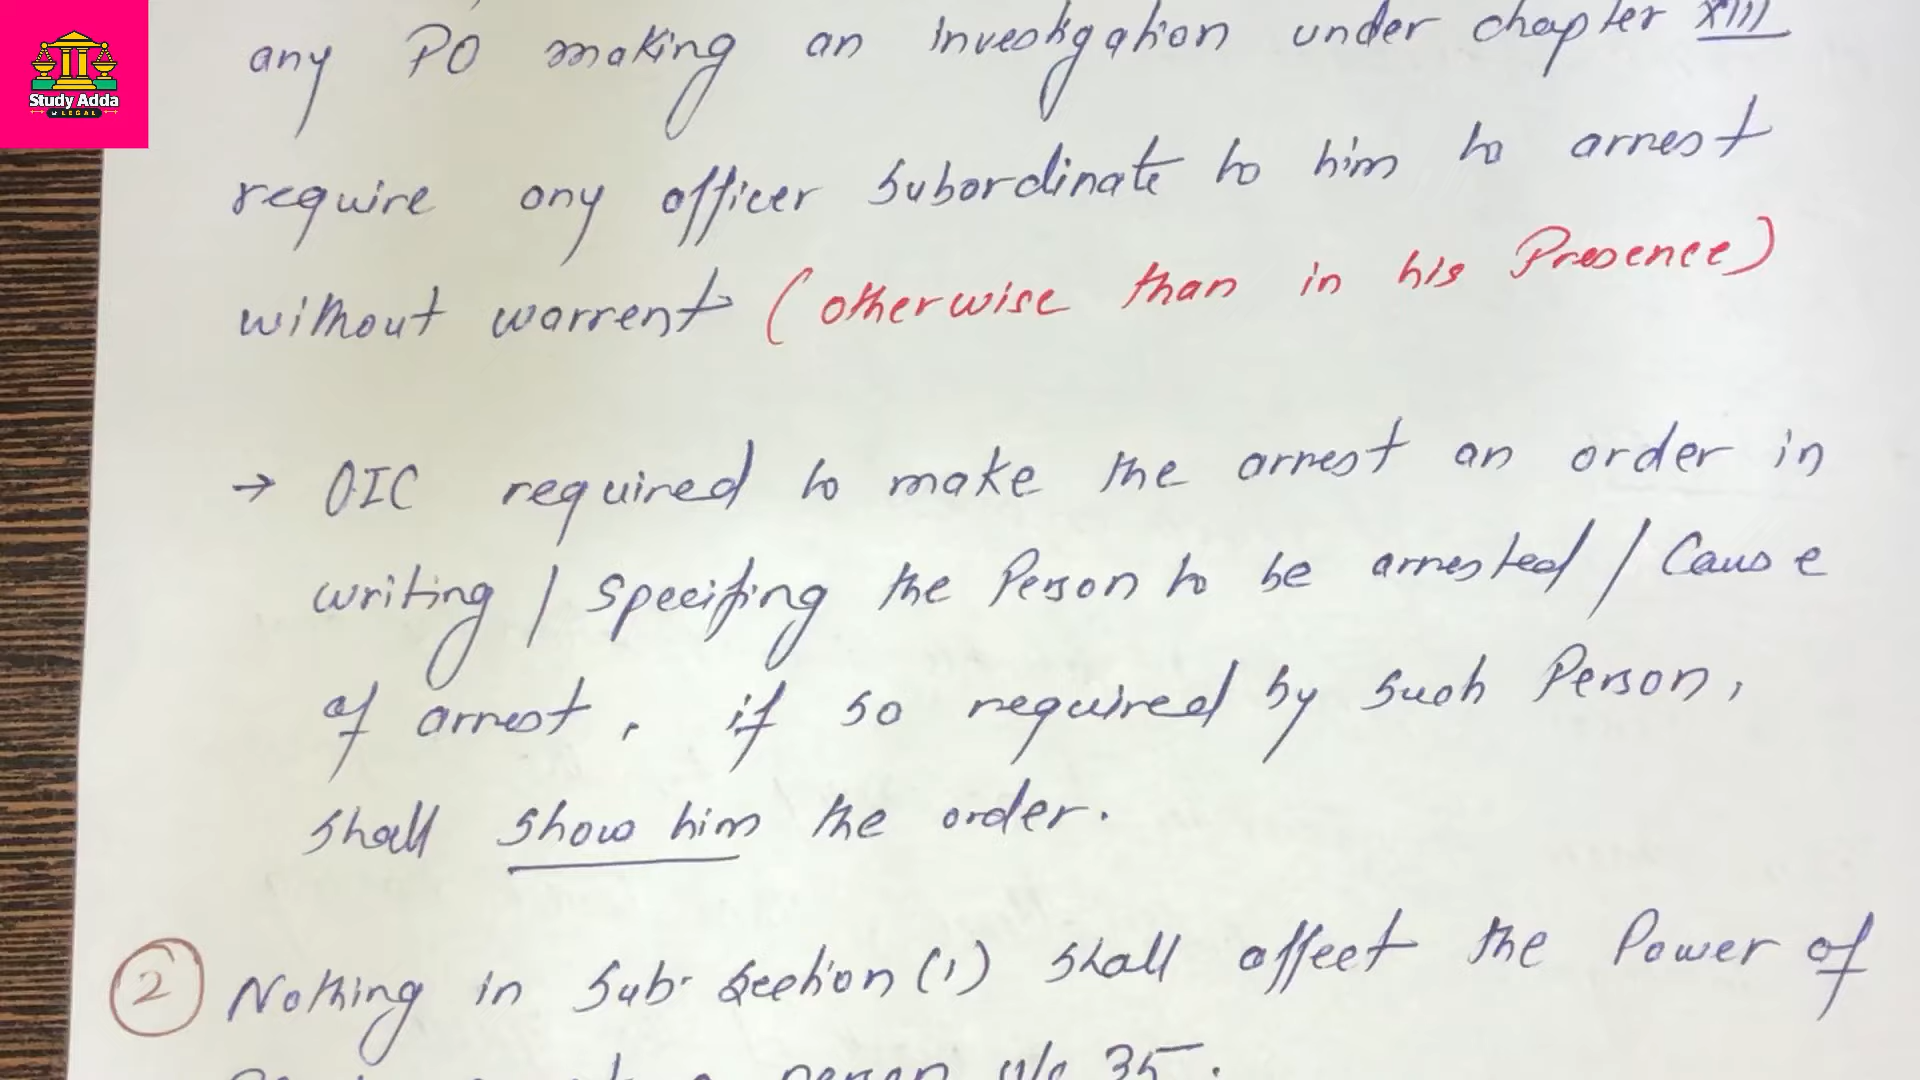 Study Adda
LEGAL
any PO making an investigation under chapter XIII
require any officer subordinate to him to arrest
without warrent (otherwise than in his Presence)
→ OIC required to make the arrest an order in
writing / specifing the Person to be arrested / Cause
of arrest, if so required by such Person,
shall show him the order.
(2) Nothing in Sub-Section (1) shall affect the Power of
a person u/s 35.